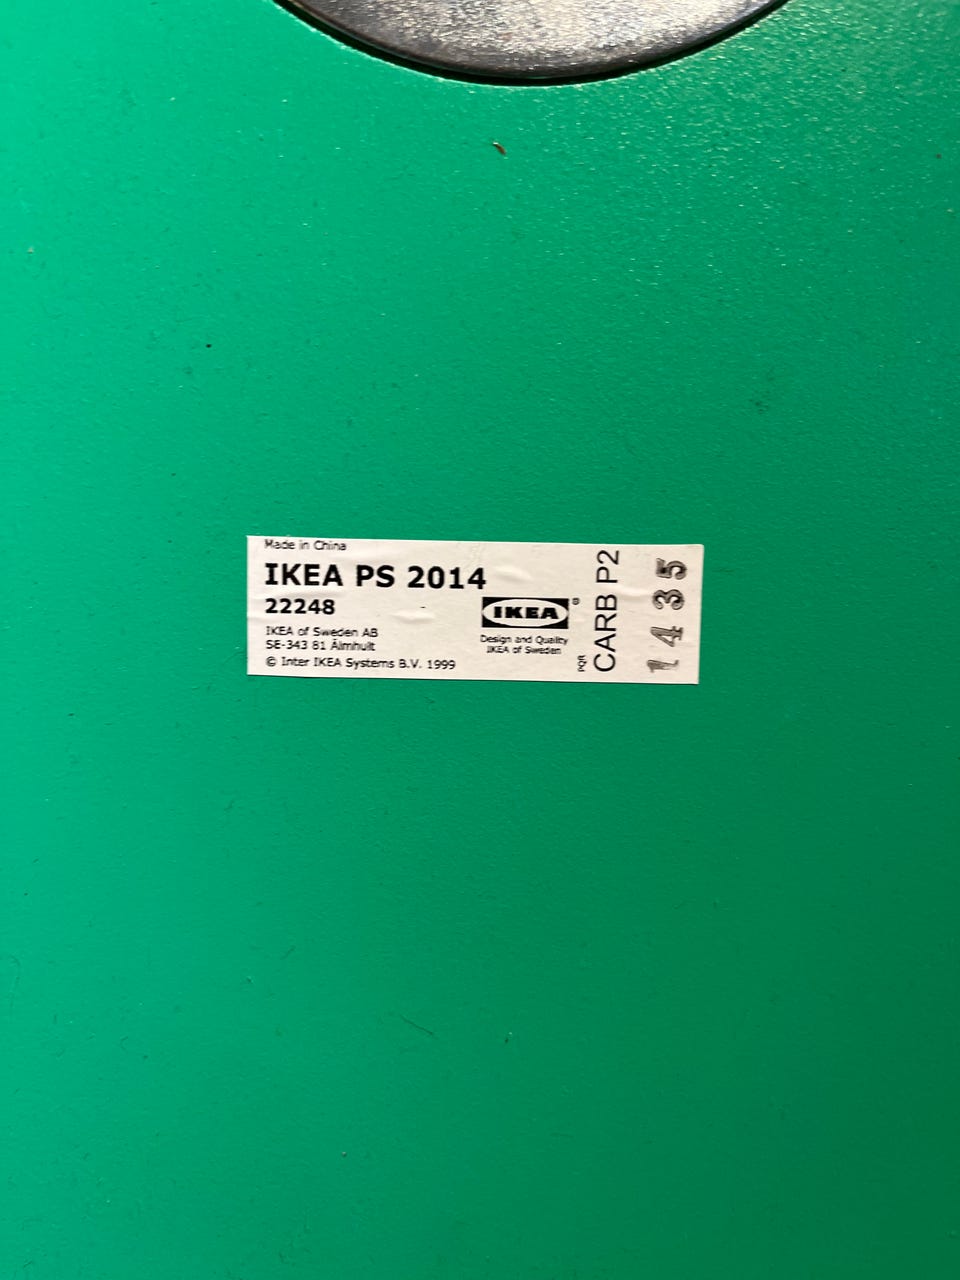 Made in China
IKEA PS 2014
22248
IKEA of Sweden AB
SE-343 81 Älmhult
© Inter IKEA Systems B.V. 1999
IKEA®
Design and Quality
IKEA of Sweden
PQR
CARB P2
1435